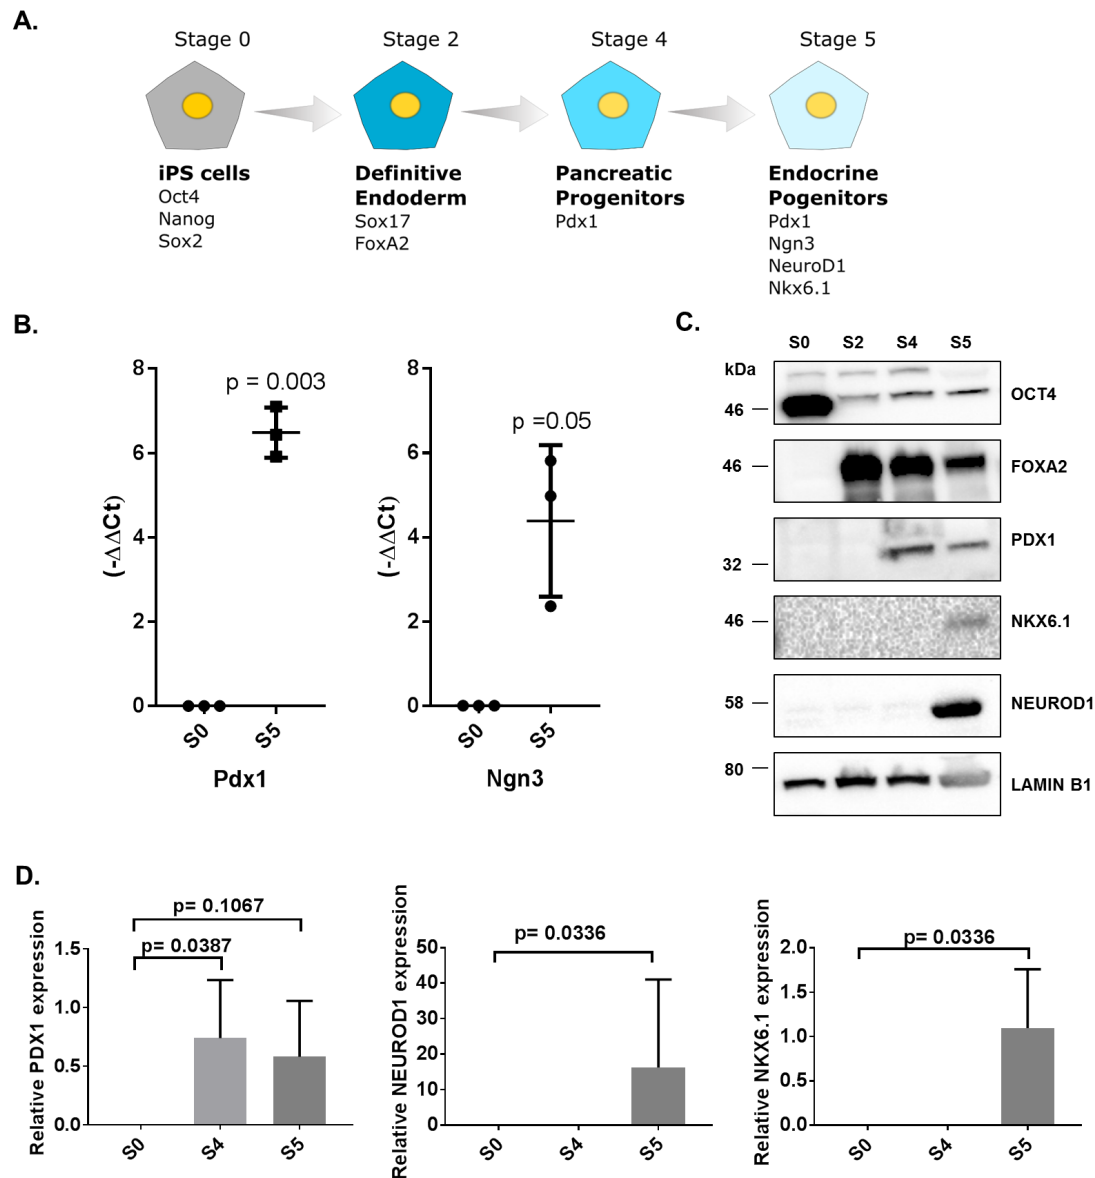 A.
Stage 0
Stage 2
Stage 4
Stage 5
iPS cells
Oct4
Nanog
Sox2
Definitive
Endoderm
Sox17
FoxA2
Pancreatic
Progenitors
Pdx1
Endocrine
Pogenitors
Pdx1
Ngn3
NeuroD1
Nkx6.1
B.
(-ΔΔCt)
8
6
4
2
0
p = 0.003
S0
S5
Pdx1
(-ΔΔCt)
8
6
4
2
0
p =0.05
S0
S5
Ngn3
C.
S0 S2 S4 S5
kDa
46
OCT4
46
FOXA2
32
PDX1
46
NKX6.1
58
NEUROD1
80
LAMIN B1
D.
Relative PDX1 expression
1.5
1.0
0.5
0.0
p= 0.1067
p= 0.0387
S0
S4
S5
Relative NEUROD1 expression
50
40
30
20
10
0
p= 0.0336
S0
S4
S5
Relative NKX6.1 expression
2.0
1.5
1.0
0.5
0.0
p= 0.0336
S0
S4
S5